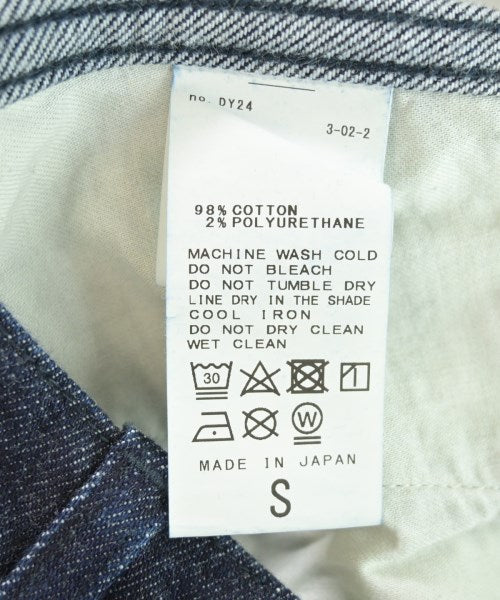 no. DY24
3-02-2
98% COTTON
2% POLYURETHANE
MACHINE WASH COLD
DO NOT BLEACH
DO NOT TUMBLE DRY
LINE DRY IN THE SHADE
COOL IRON
DO NOT DRY CLEAN
WET CLEAN
30
W
MADE IN JAPAN
S